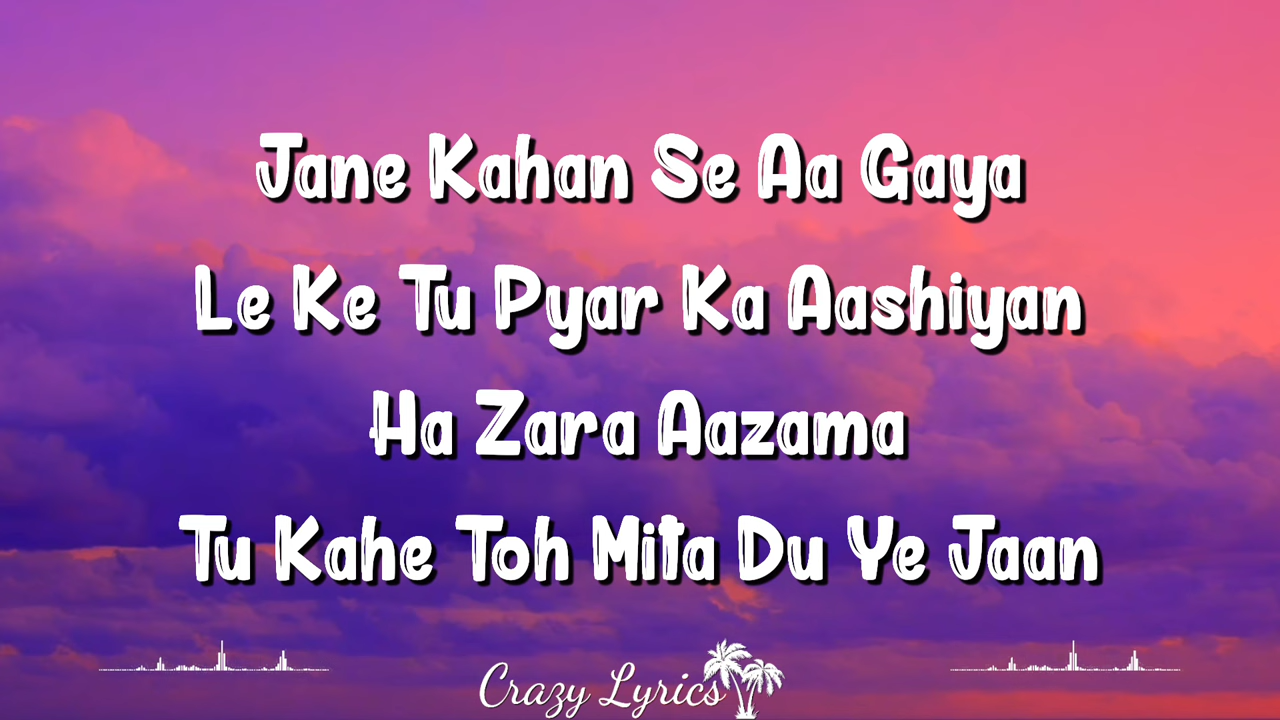 Jane Kahan Se Aa Gaya
Le Ke Tu Pyar Ka Aashiyan
Ha Zara Aazama
Tu Kahe Toh Mita Du Ye Jaan
Crazy Lyrics